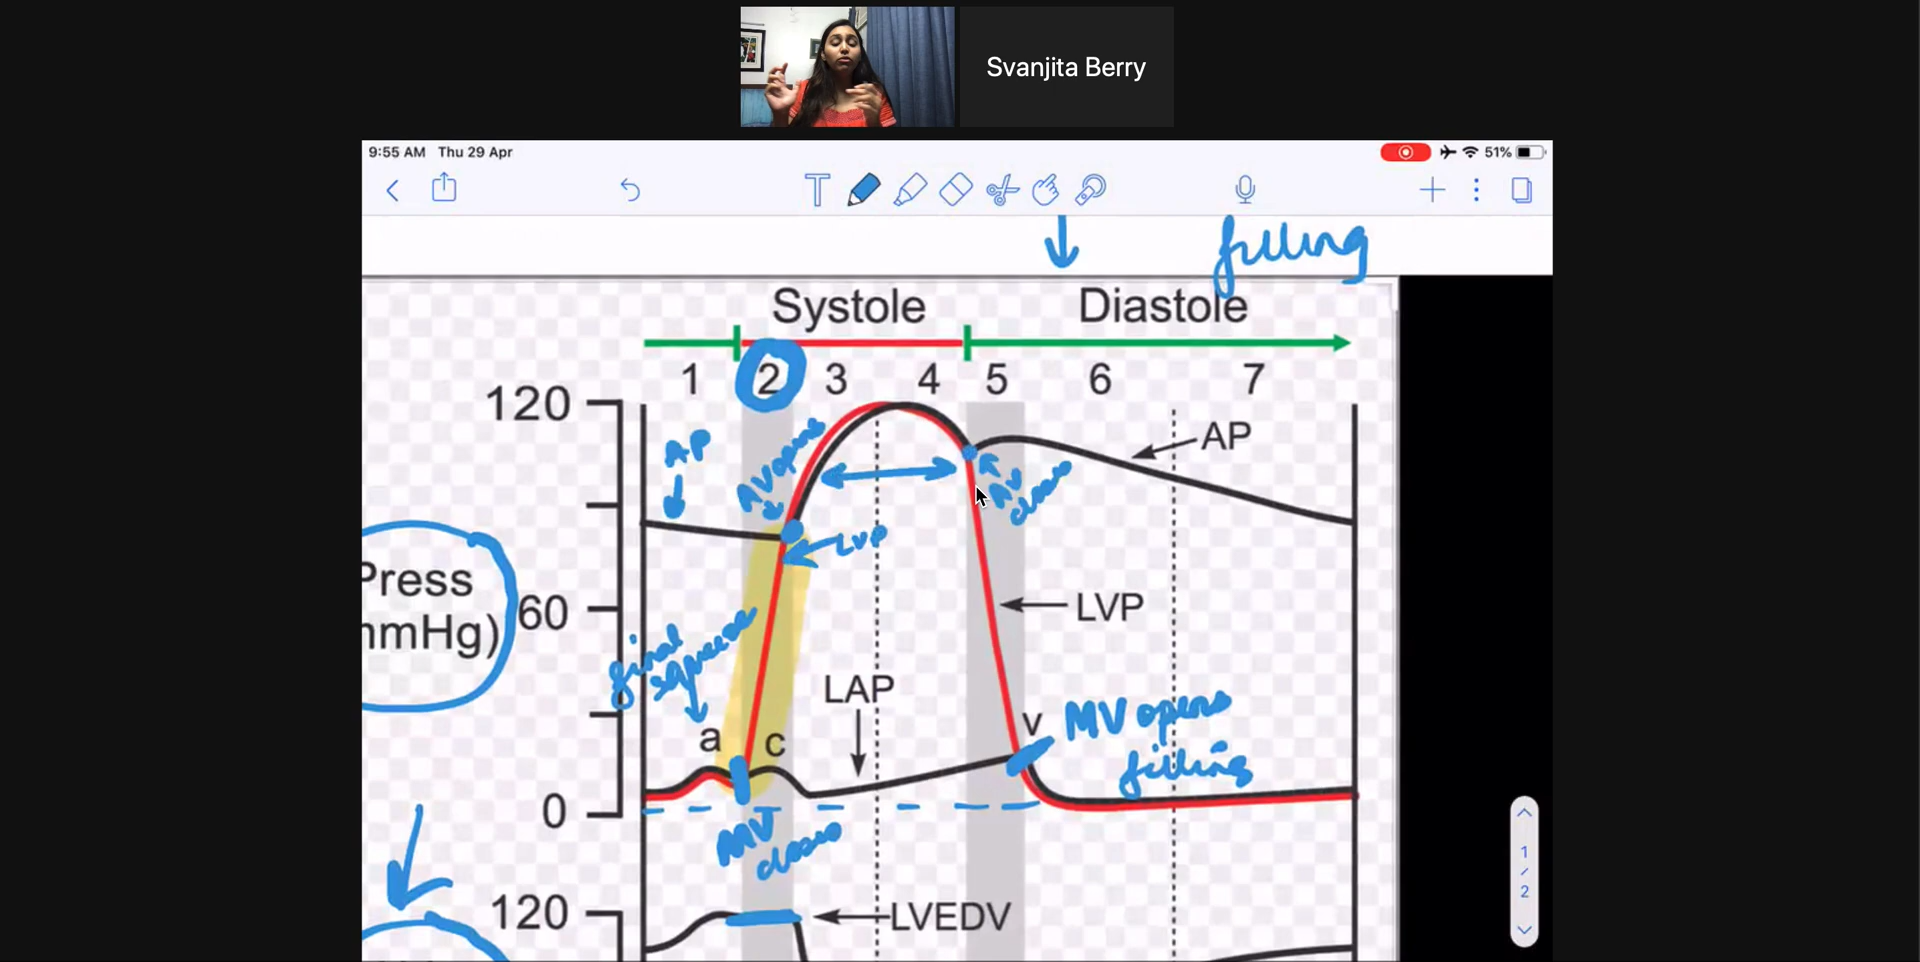 Svanjita Berry
9:55 AM Thu 29 Apr
51%
T
filling
Systole
Diastole
1 2 3 4 5 6 7
120
AP
AV opens
AV
closes
AP
LVP
Press
mmHg)
60
LVP
final
squeeze
LAP
a
c
v
MV opens
filling
0
MV
closes
120
LVEDV
1
/
2